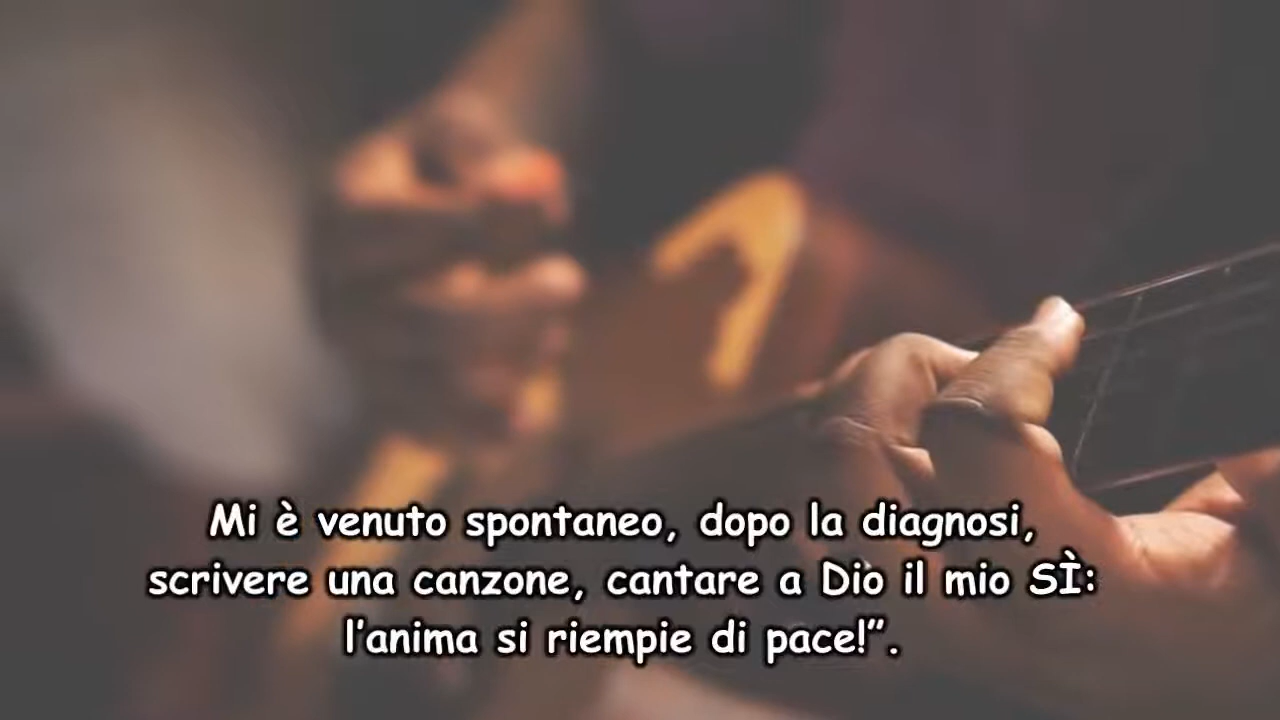 Mi è venuto spontaneo, dopo la diagnosi,
scrivere una canzone, cantare a Dio il mio SÌ:
l'anima si riempie di pace!”.